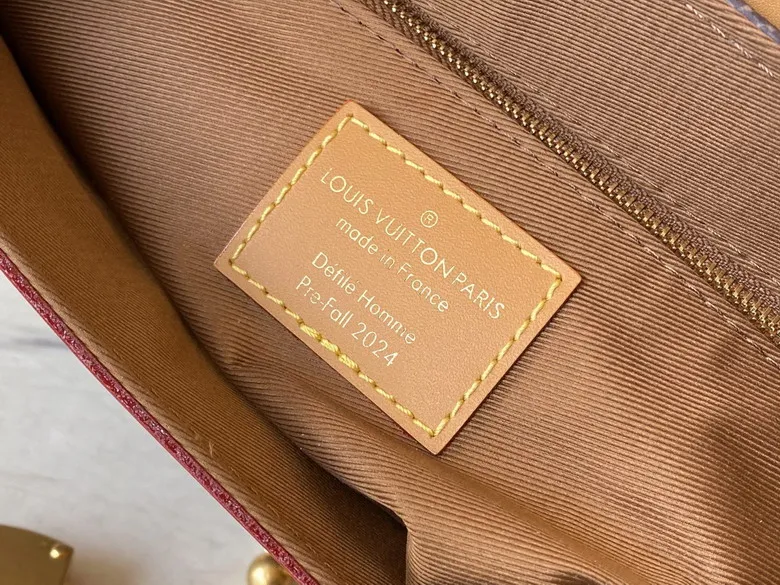 ®
LOUIS VUITTON PARIS
made in France
Défilé Homme
Pre-Fall 2024